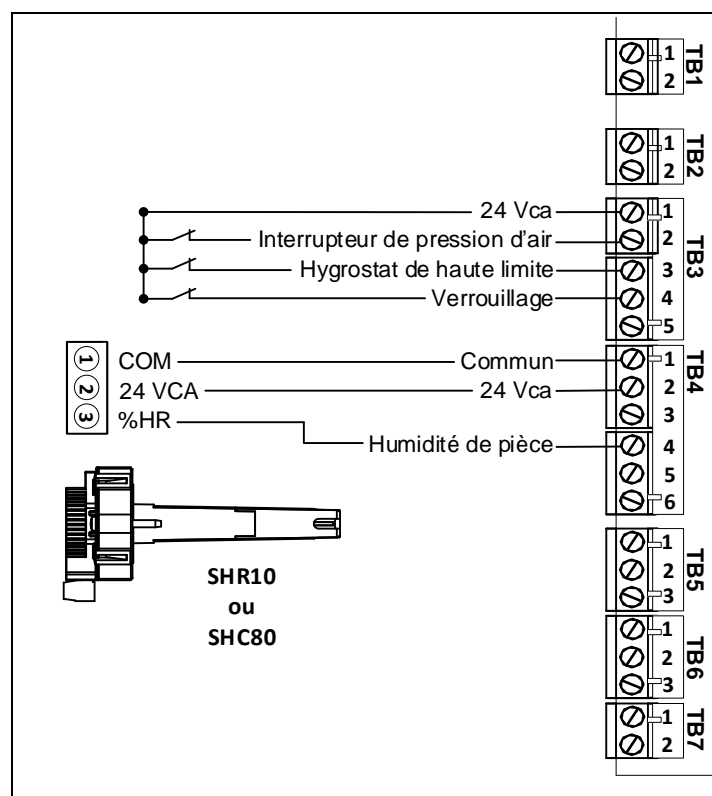 1
2
TB1
1
2
TB2
24 Vca
1
Interrupteur de pression d'air
2
Hygrostat de haute limite
3
Verrouillage
4
5
TB3
1 COM
Commun
1
2 24 VCA
24 Vca
2
3 %HR
3
Humidité de pièce
4
5
6
TB4
SHR10
ou
SHC80
1
2
3
TB5
1
2
3
TB6
1
2
TB7